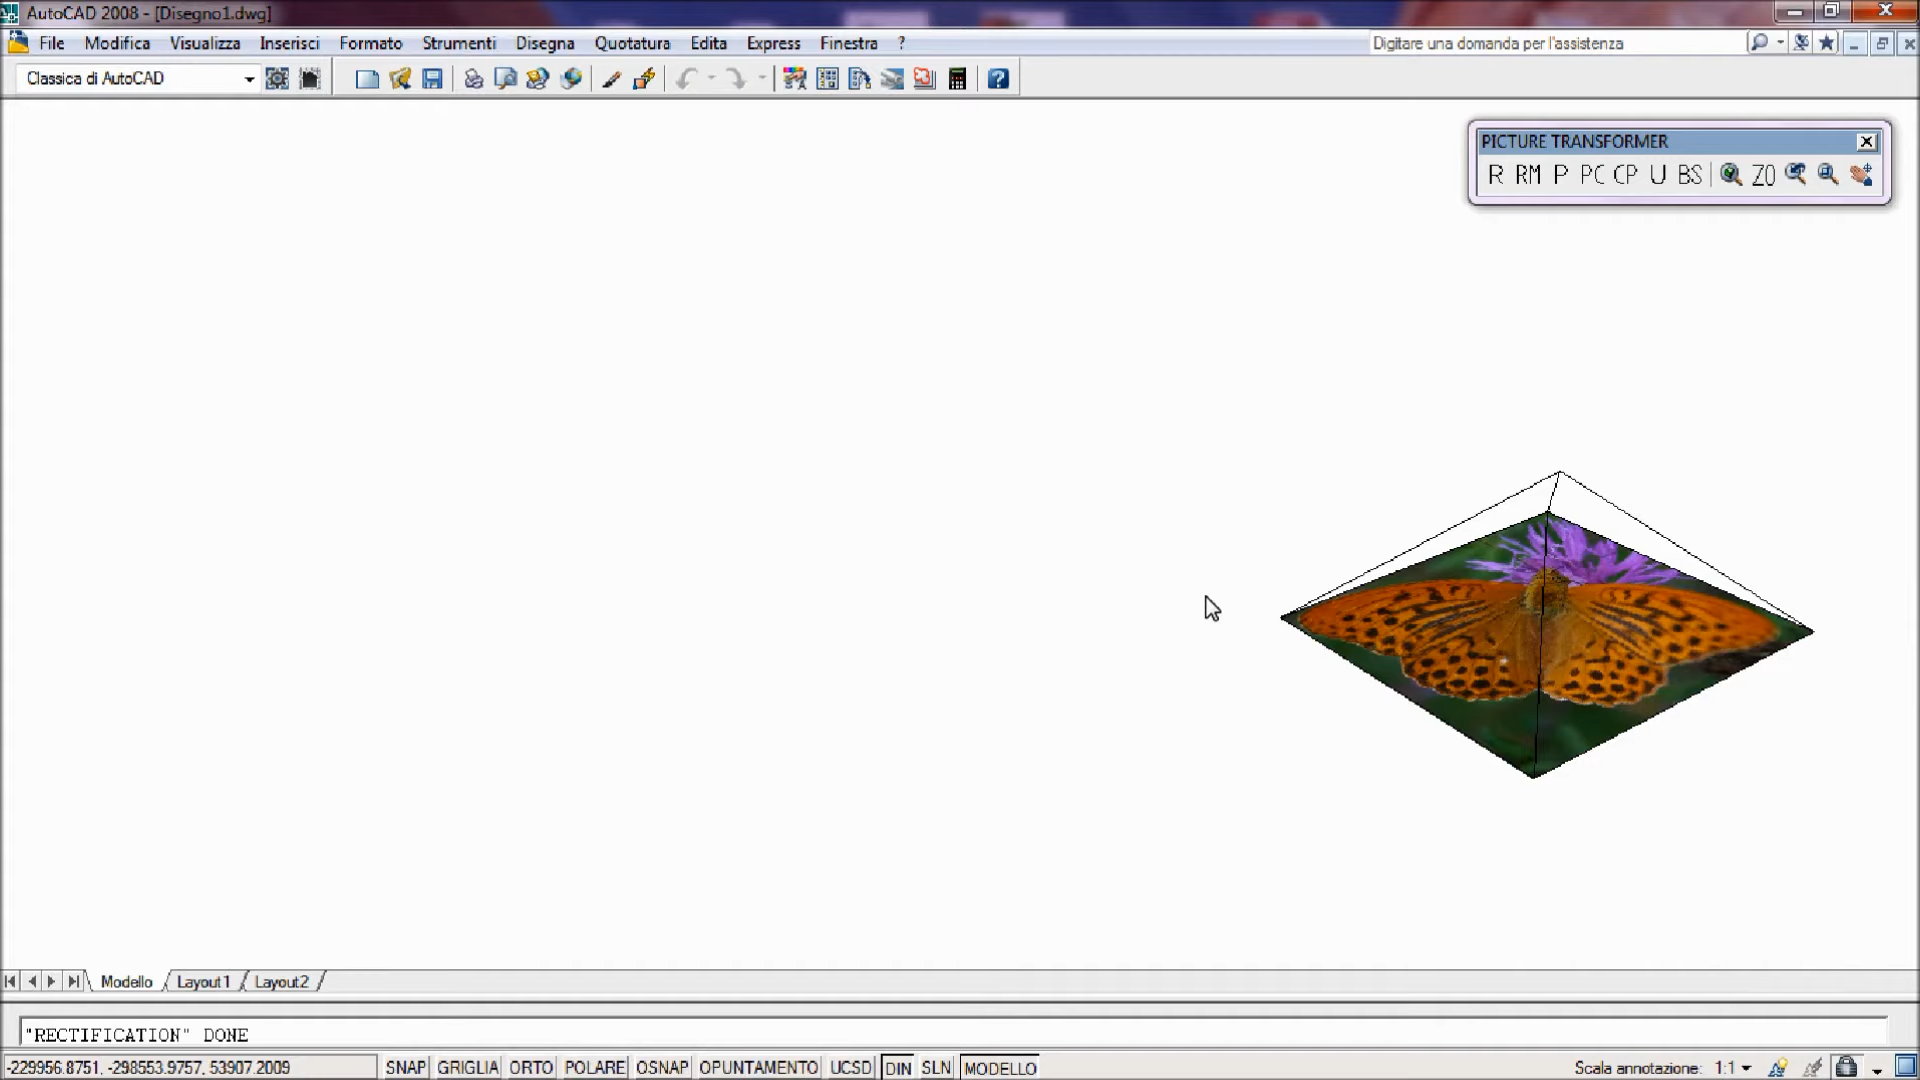 AutoCAD 2008 - [Disegno1.dwg]
File Modifica Visualizza Inserisci Formato Strumenti Disegna Quotatura Edita Express Finestra ?
Digitare una domanda per l'assistenza
Classica di AutoCAD
PICTURE TRANSFORMER
R RM P PC CP U BS ZO
Modello Layout1 Layout2
"RECTIFICATION" DONE
-229956.8751, -298553.9757, 53907.2009 SNAP GRIGLIA ORTO POLARE OSNAP OPUNTAMENTO UCSD DIN SLN MODELLO Scala annotazione: 1:1